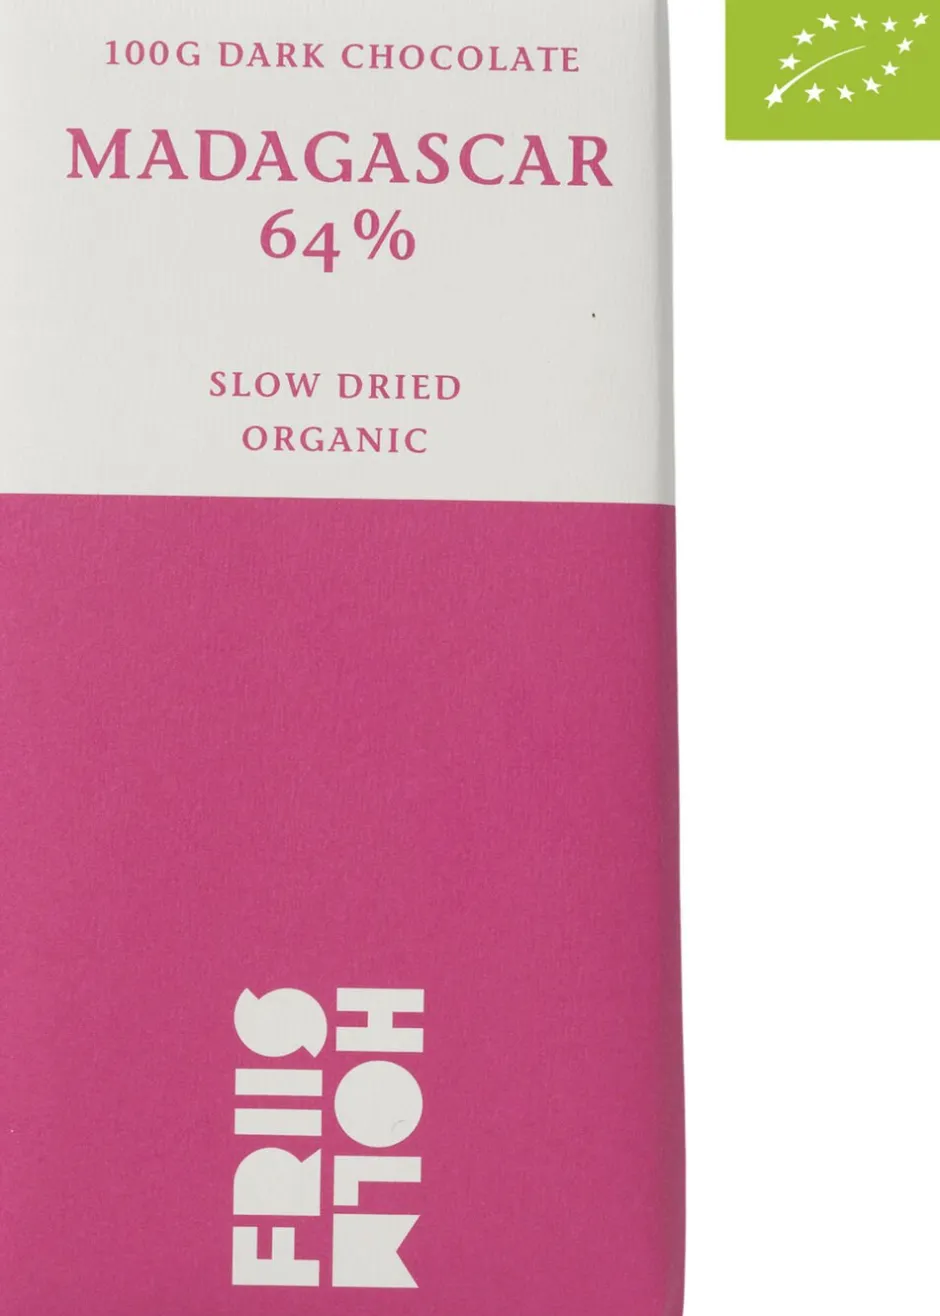 100G DARK CHOCOLATE
MADAGASCAR
64%
SLOW DRIED
ORGANIC
FRIIS
HOLM